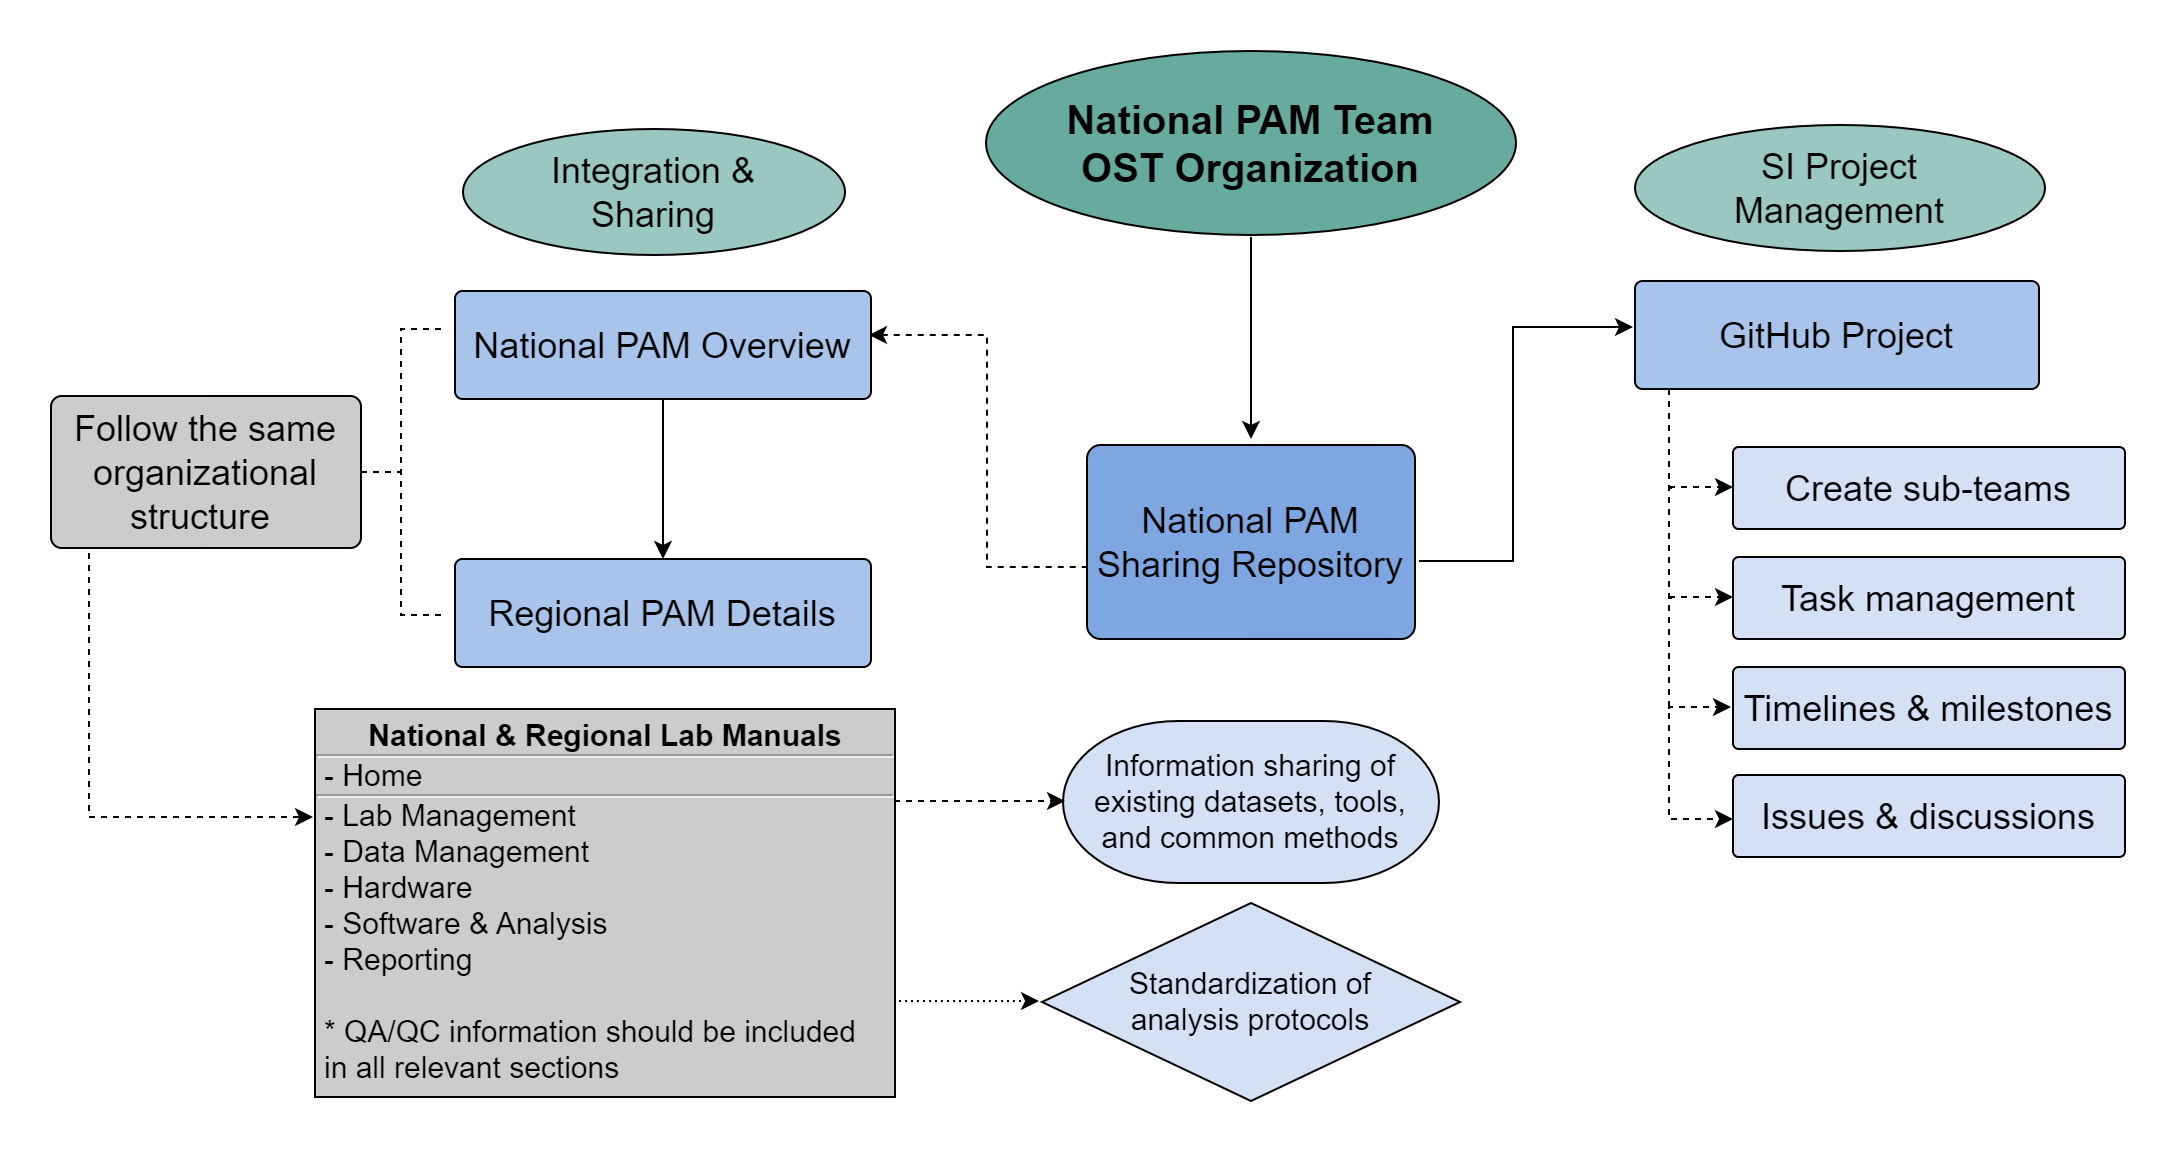 National PAM Team
OST Organization
Integration &
Sharing
SI Project
Management
National PAM Overview
GitHub Project
Follow the same
organizational
structure
National PAM
Sharing Repository
Regional PAM Details
Create sub-teams
Task management
Timelines & milestones
Issues & discussions
National & Regional Lab Manuals
- Home
- Lab Management
- Data Management
- Hardware
- Software & Analysis
- Reporting
* QA/QC information should be included
in all relevant sections
Information sharing of
existing datasets, tools,
and common methods
Standardization of
analysis protocols